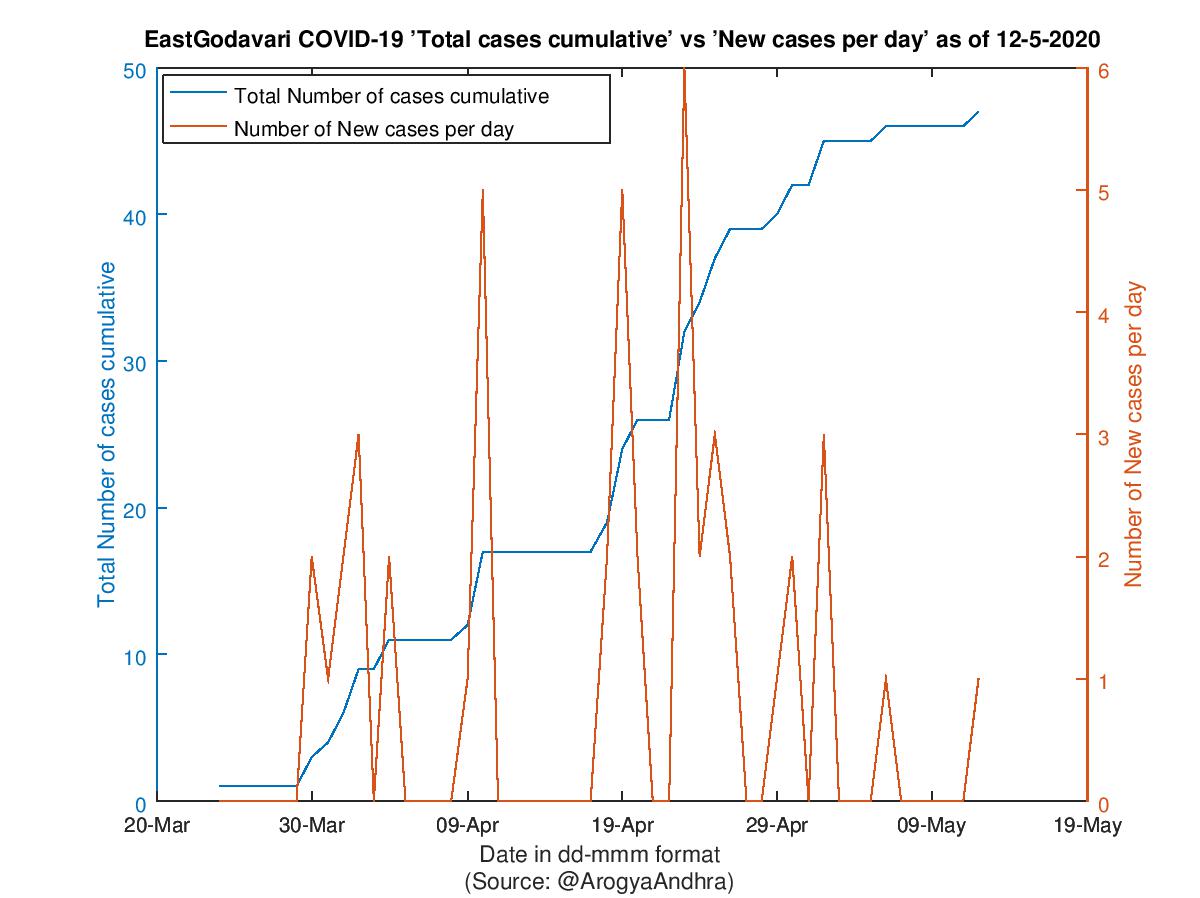 EastGodavari COVID-19 ’Total cases cumulative’ vs ’New cases per day’ as of 12-5-2020
Total Number of cases cumulative
Number of New cases per day
50
40
30
20
10
0
Total Number of cases cumulative
6
5
4
3
2
1
0
Number of New cases per day
20-Mar 30-Mar 09-Apr 19-Apr 29-Apr 09-May 19-May
Date in dd-mmm format
(Source: @ArogyaAndhra)